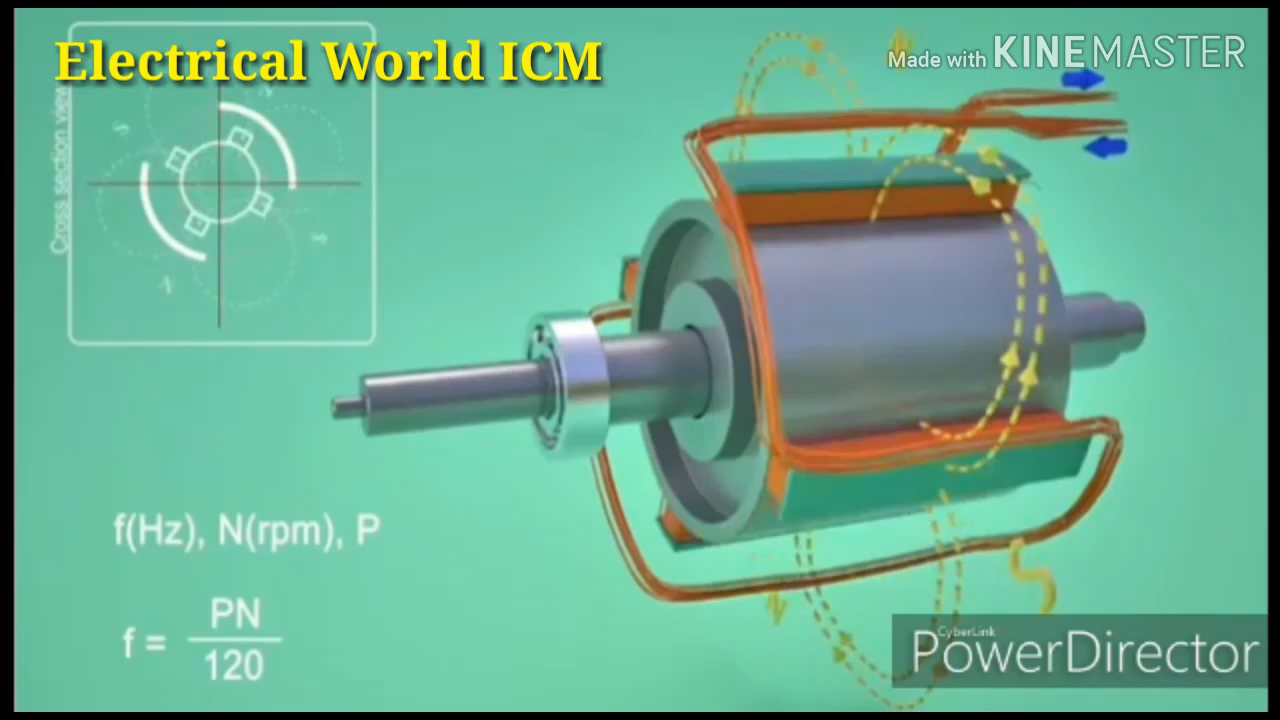 Electrical World ICM
Made with KINEMASTER
Cross section view
S
S
S
N
f(Hz), N(rpm), P
f = PN
120
N
S
N
CyberLink
PowerDirector